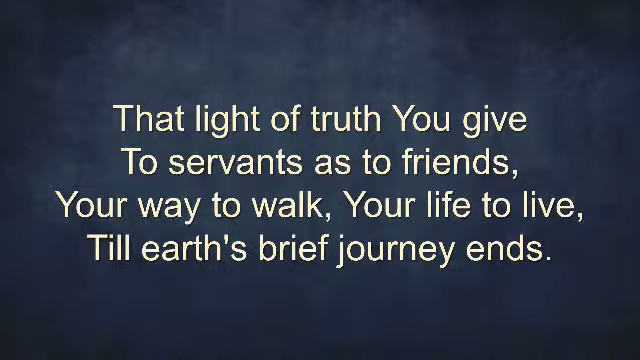 That light of truth You give
To servants as to friends,
Your way to walk, Your life to live,
Till earth's brief journey ends.